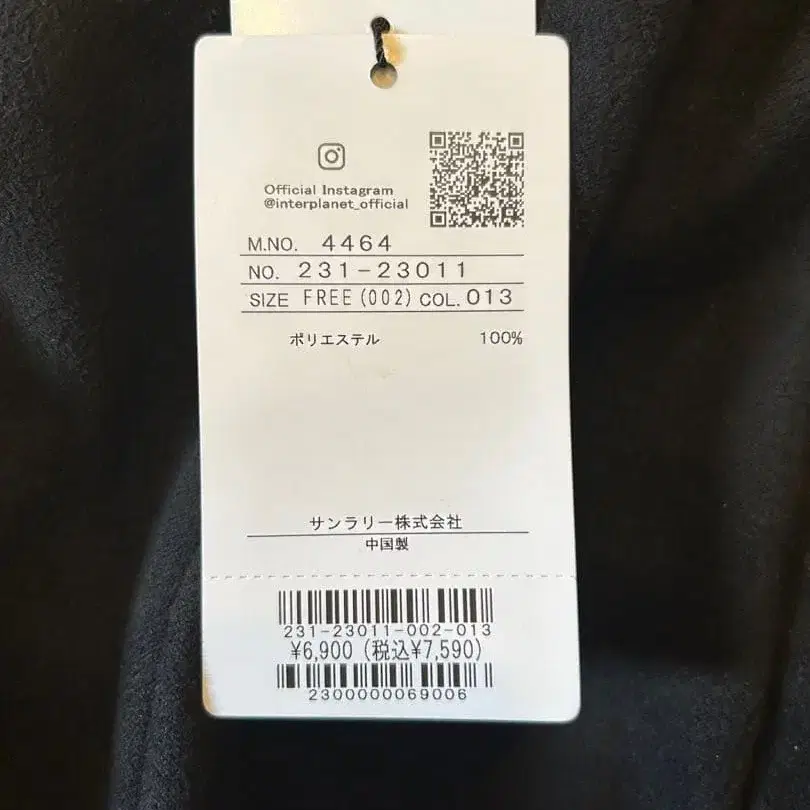 Official Instagram
@interplanet_official
M.NO. 4464
NO. 231-23011
SIZE FREE(002) COL. 013
ポリエステル 100%
サンラリー株式会社
中国製
231-23011-002-013
¥6,900 (税込¥7,590)
2300000069006